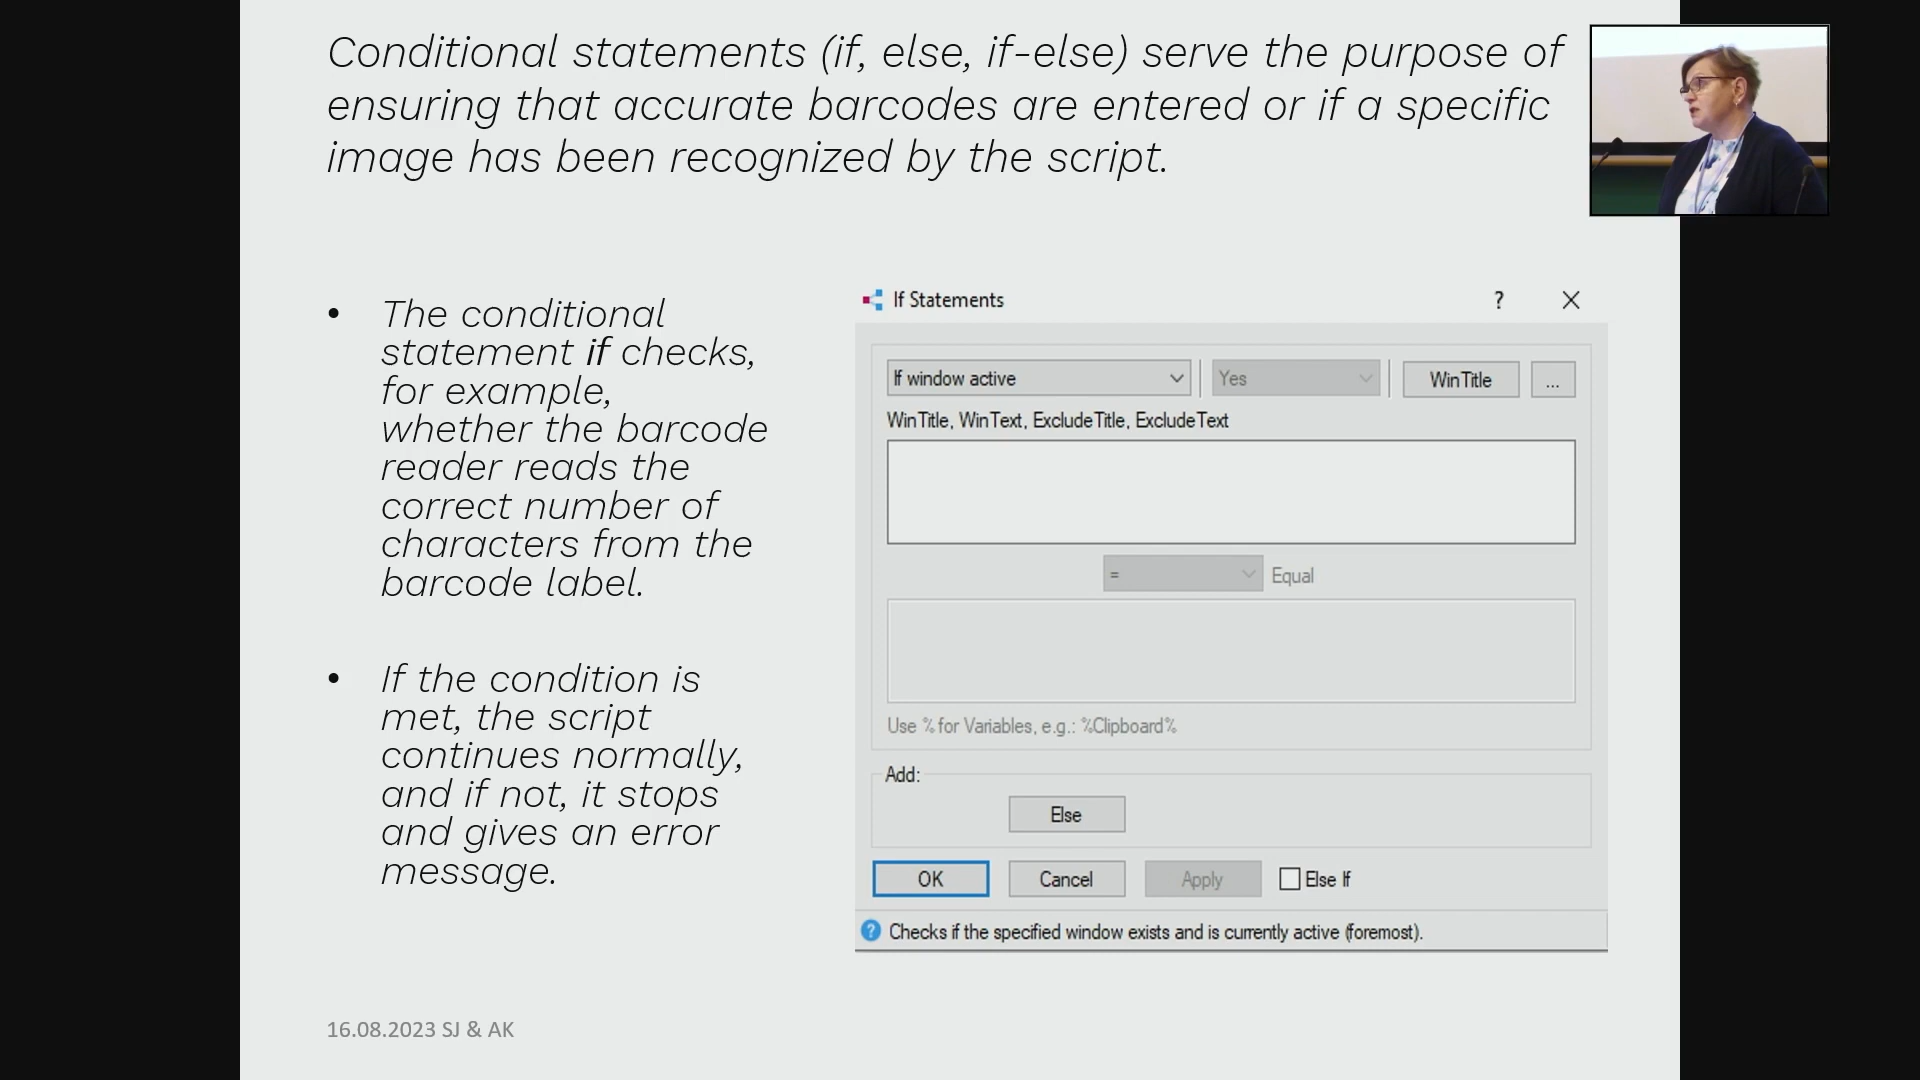 Conditional statements (if, else, if-else) serve the purpose of
ensuring that accurate barcodes are entered or if a specific
image has been recognized by the script.
• The conditional
statement if checks,
for example,
whether the barcode
reader reads the
correct number of
characters from the
barcode label.
• If the condition is
met, the script
continues normally,
and if not, it stops
and gives an error
message.
If Statements ? X
If window active Yes WinTitle ...
WinTitle, WinText, ExcludeTitle, ExcludeText
= Equal
Use % for Variables, e.g.: %Clipboard%
Add:
Else
OK Cancel Apply Else If
? Checks if the specified window exists and is currently active (foremost).
16.08.2023 SJ & AK